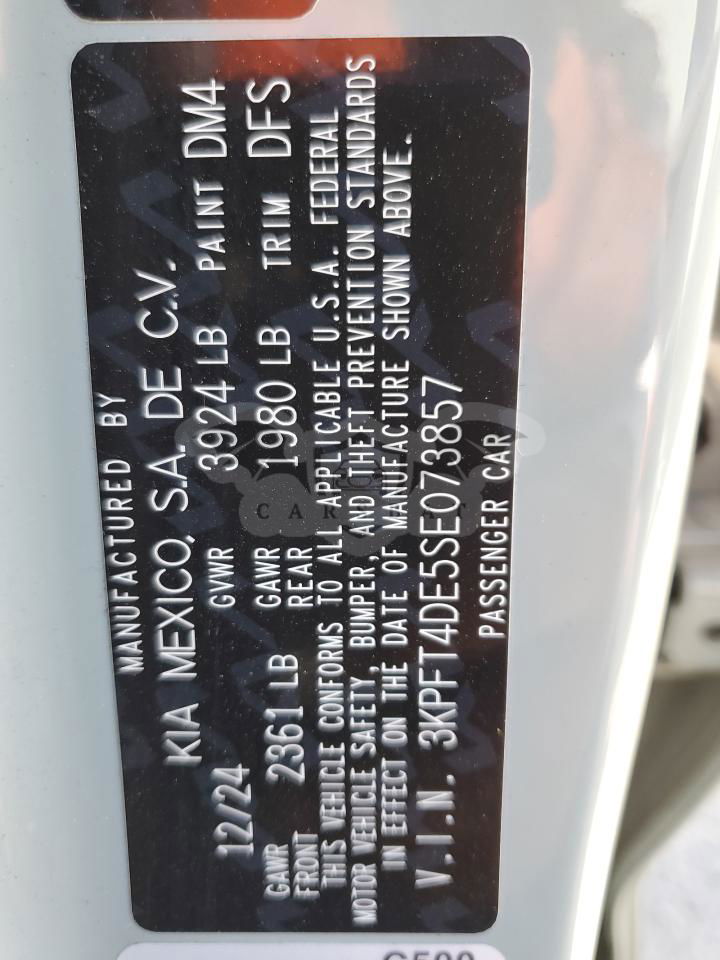 MANUFACTURED BY
KIA MEXICO, S.A. DE C.V.
12/24 GVWR 3924 LB PAINT DM4
GAWR FRONT 2361 LB GAWR REAR 1980 LB TRIM DFS
THIS VEHICLE CONFORMS TO ALL APPLICABLE U.S.A. FEDERAL
MOTOR VEHICLE SAFETY, BUMPER, AND THEFT PREVENTION STANDARDS
IN EFFECT ON THE DATE OF MANUFACTURE SHOWN ABOVE.
V.I.N. 3KPFT4DE5SE073857
PASSENGER CAR